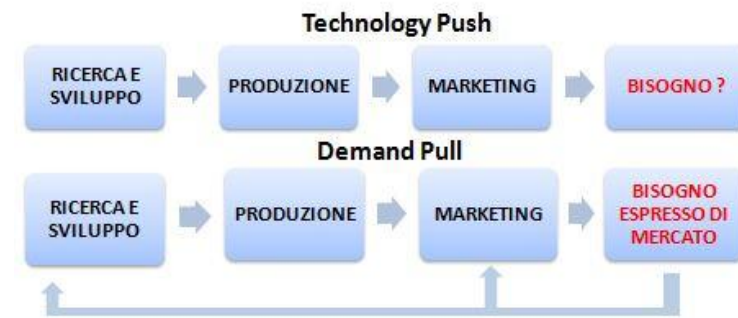 Technology Push
RICERCA E
SVILUPPO
PRODUZIONE
MARKETING
BISOGNO ?
Demand Pull
RICERCA E
SVILUPPO
PRODUZIONE
MARKETING
BISOGNO
ESPRESSO DI
MERCATO